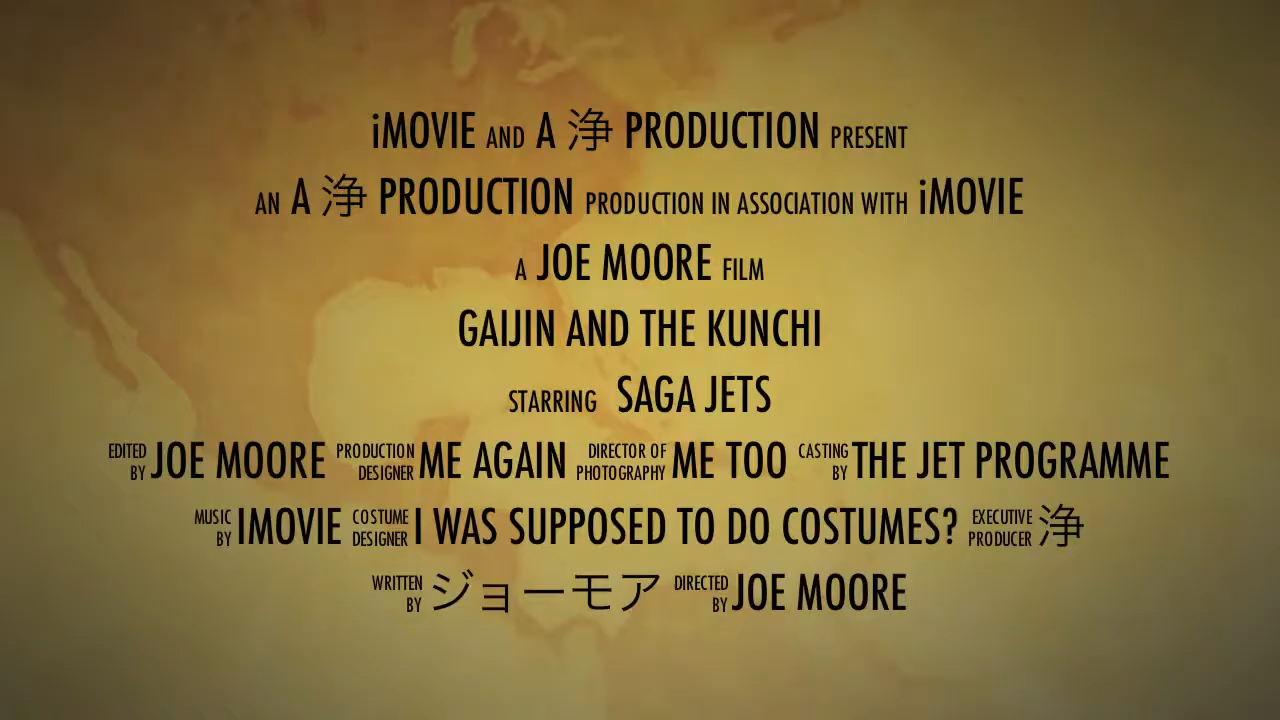 iMOVIE AND A 浄 PRODUCTION PRESENT
AN A 浄 PRODUCTION PRODUCTION IN ASSOCIATION WITH iMOVIE
A JOE MOORE FILM
GAIJIN AND THE KUNCHI
STARRING SAGA JETS
EDITED BY JOE MOORE PRODUCTION DESIGNER ME AGAIN DIRECTOR OF PHOTOGRAPHY ME TOO CASTING BY THE JET PROGRAMME
MUSIC BY IMOVIE COSTUME DESIGNER I WAS SUPPOSED TO DO COSTUMES? EXECUTIVE PRODUCER 浄
WRITTEN BY ジョーモア DIRECTED BY JOE MOORE